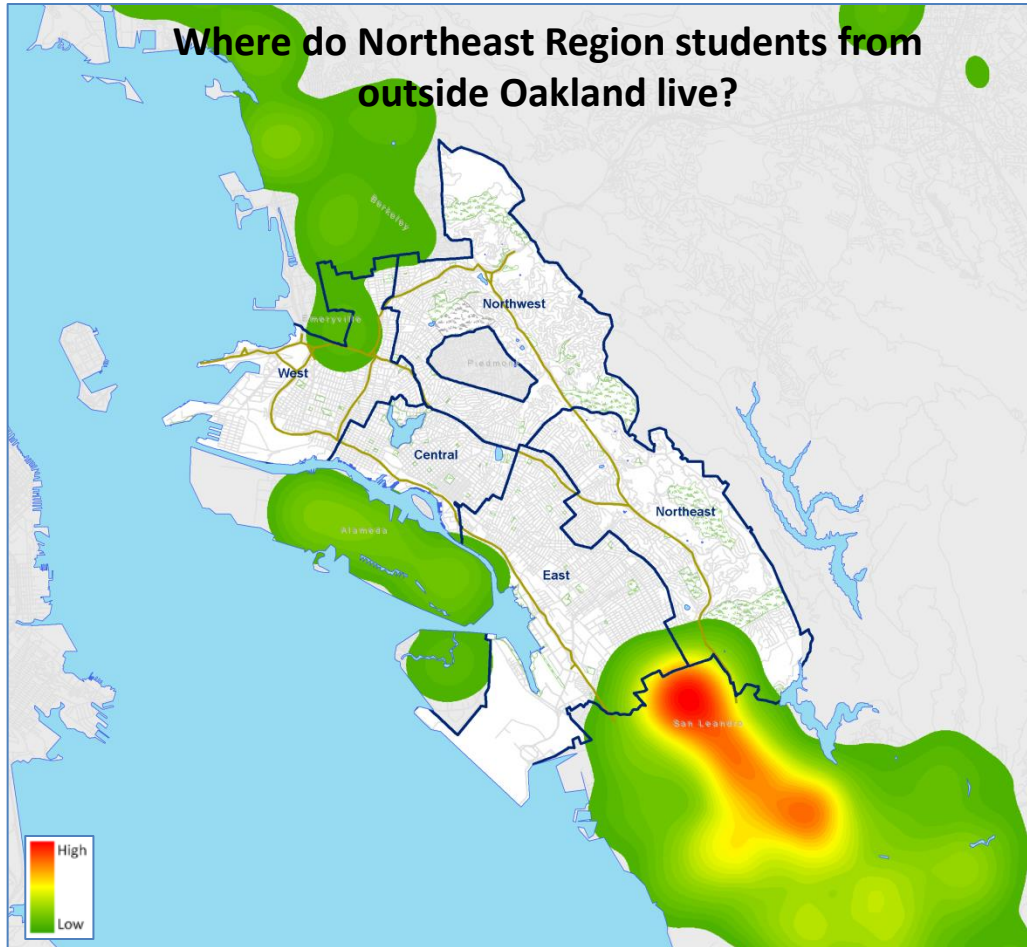 Where do Northeast Region students from
outside Oakland live?
Berkeley
Northwest
Emeryville
Piedmont
West
Central
Northeast
Alameda
East
San Leandro
High
Low